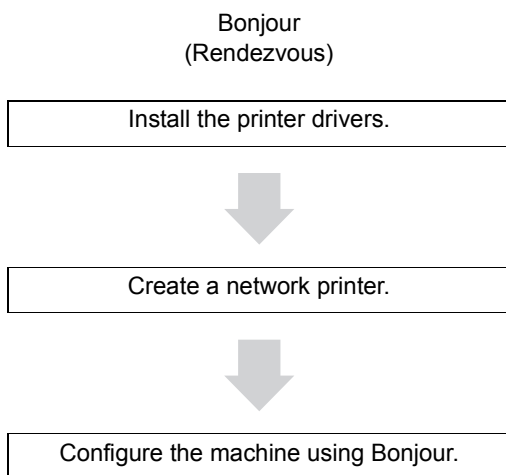 Bonjour
(Rendezvous)
Install the printer drivers.
Create a network printer.
Configure the machine using Bonjour.